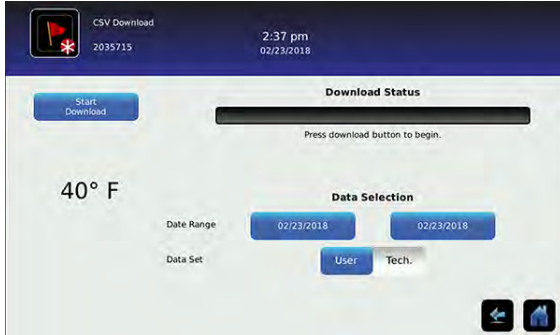 CSV Download
2035715
2:37 pm
02/23/2018
Start
Download
Download Status
Press download button to begin.
40° F
Data Selection
Date Range
02/23/2018
02/23/2018
Data Set
User
Tech.